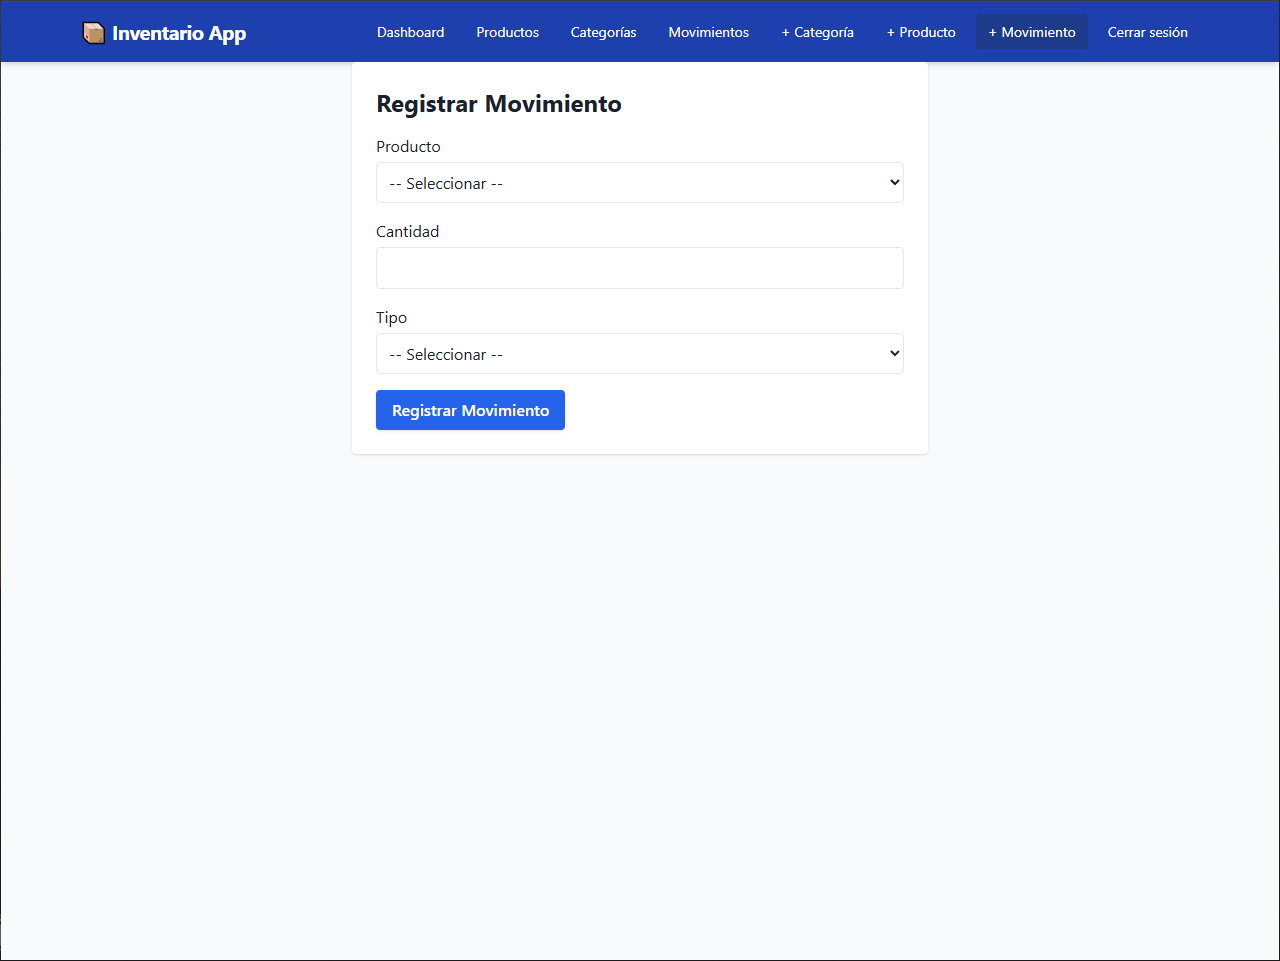 Inventario App
Dashboard
Productos
Categorías
Movimientos
+ Categoría
+ Producto
+ Movimiento
Cerrar sesión
Registrar Movimiento
Producto
-- Seleccionar --
Cantidad
Tipo
-- Seleccionar --
Registrar Movimiento